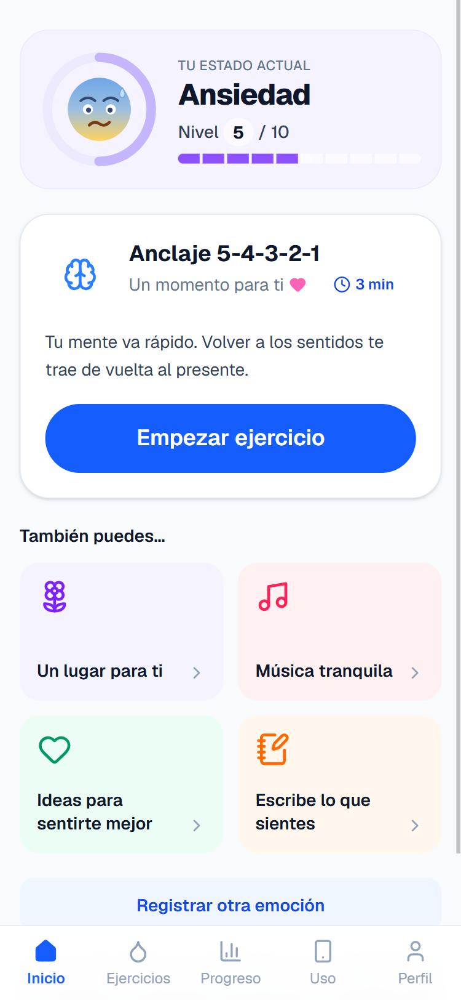 TU ESTADO ACTUAL
Ansiedad
Nivel 5 / 10
Anclaje 5-4-3-2-1
Un momento para ti
3 min
Tu mente va rápido. Volver a los sentidos te
trae de vuelta al presente.
Empezar ejercicio
También puedes...
Un lugar para ti
Música tranquila
Ideas para
sentirte mejor
Escribe lo que
sientes
Registrar otra emoción
Inicio
Ejercicios
Progreso
Uso
Perfil